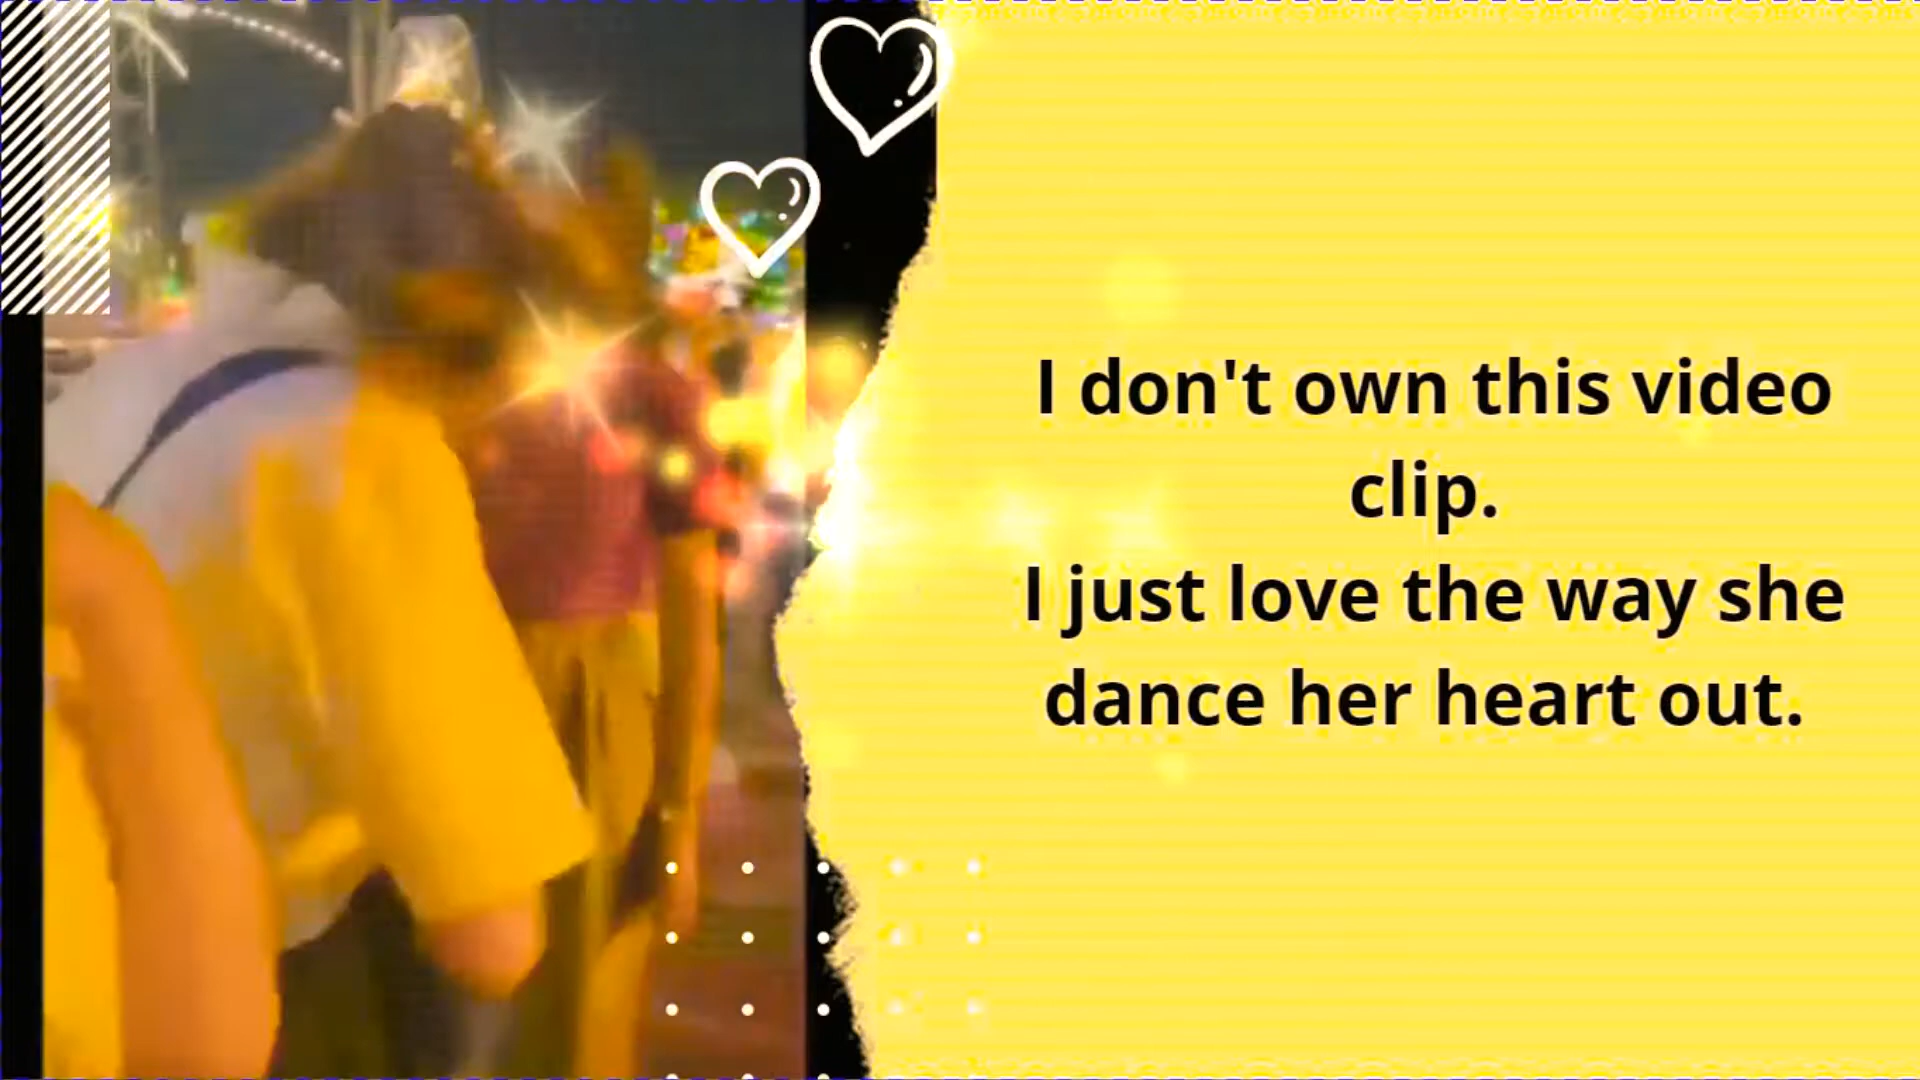 I don't own this video
clip.
I just love the way she
dance her heart out.